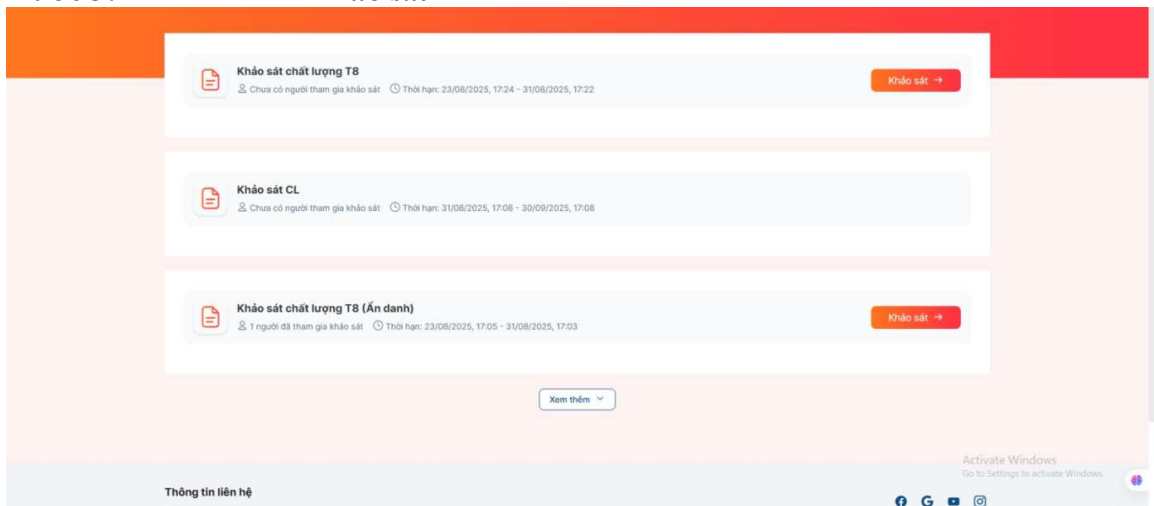 Khảo sát chất lượng T8
Chưa có người tham gia khảo sát Thời hạn: 23/08/2025, 17:24 - 31/08/2025, 17:22
Khảo sát →
Khảo sát CL
Chưa có người tham gia khảo sát Thời hạn: 31/08/2025, 17:08 - 30/09/2025, 17:08
Khảo sát chất lượng T8 (Ẩn danh)
1 người đã tham gia khảo sát Thời hạn: 23/08/2025, 17:05 - 31/08/2025, 17:03
Khảo sát →
Xem thêm
Activate Windows
Go to Settings to activate Windows.
Thông tin liên hệ